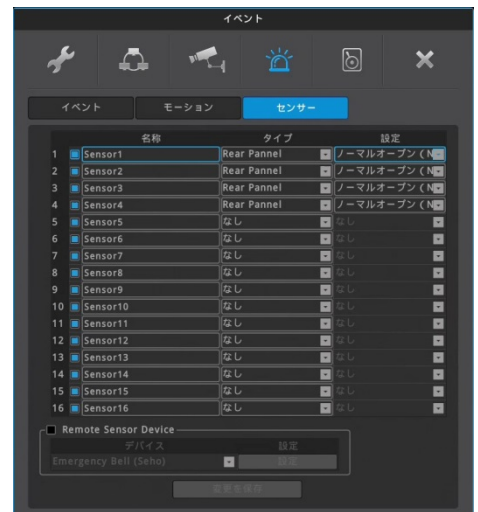 イベント
イベント モーション センサー
名称 タイプ 設定
1 Sensor1 Rear Pannel ノーマルオープン ( N
2 Sensor2 Rear Pannel ノーマルオープン ( N
3 Sensor3 Rear Pannel ノーマルオープン ( N
4 Sensor4 Rear Pannel ノーマルオープン ( N
5 Sensor5 なし なし
6 Sensor6 なし なし
7 Sensor7 なし なし
8 Sensor8 なし なし
9 Sensor9 なし なし
10 Sensor10 なし なし
11 Sensor11 なし なし
12 Sensor12 なし なし
13 Sensor13 なし なし
14 Sensor14 なし なし
15 Sensor15 なし なし
16 Sensor16 なし なし
Remote Sensor Device
デバイス 設定
Emergency Bell (Seho) 設定
変更を保存